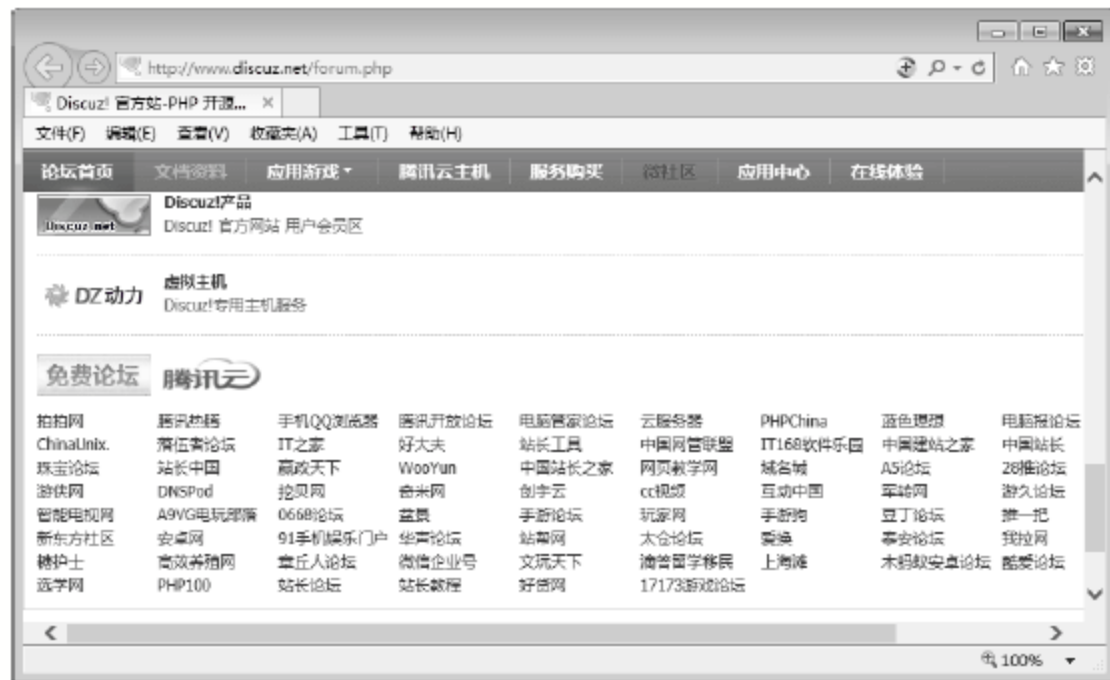 http://www.discuz.net/forum.php
Discuz! 官方站-PHP 开源... ×
文件(F) 编辑(E) 查看(V) 收藏夹(A) 工具(T) 帮助(H)
论坛首页 文档资料 应用游戏 腾讯云主机 服务购买 微社区 应用中心 在线体验
Discuz!产品
Discuz! net
Discuz! 官方网站 用户会员区
虚拟主机
DZ动力
Discuz!专用主机服务
免费论坛 腾讯云
拍拍网 腾讯热痛 手机QQ浏览器 腾讯开放论坛 电脑管家论坛 云服务器 PHPChina 蓝色理想 电脑报论坛
ChinaUnix. 落伍者论坛 IT之家 好大夫 站长工具 中国网管联盟 IT168软件乐园 中国建站之家 中国站长
珠宝论坛 站长中国 赢政天下 WooYun 中国站长之家 网页教学网 域名城 A5论坛 28推论坛
游侠网 DNSPod 挖贝网 奇米网 创宇云 cc视频 互动中国 军转网 游久论坛
智能电视网 A9VG电玩部落 0668论坛 盆景 手游论坛 玩家网 手游狗 豆丁论坛 推一把
新东方社区 安卓网 91手机娱乐门户 华声论坛 站帮网 太仓论坛 爱换 泰安论坛 我拉网
糖护士 高效养殖网 章丘人论坛 微信企业号 文玩天下 滴答留学移民 上海滩 木蚂蚁安卓论坛 酷爱论坛
选学网 PHP100 站长论坛 站长教程 好贷网 17173游戏论坛
100%